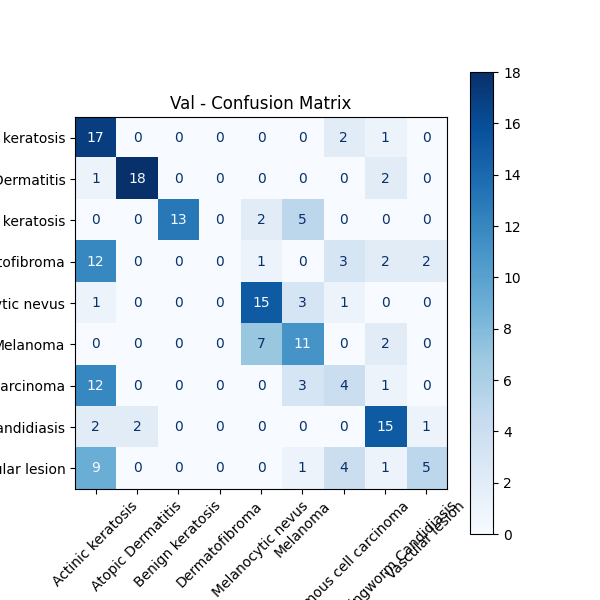 Val - Confusion Matrix
keratosis 17 0 0 0 0 0 2 1 0
Dermatitis 1 18 0 0 0 0 0 2 0
keratosis 0 0 13 0 2 5 0 0 0
tofibroma 12 0 0 0 1 0 3 2 2
ytic nevus 1 0 0 0 15 3 1 0 0
Melanoma 0 0 0 0 7 11 0 2 0
arcinoma 12 0 0 0 0 3 4 1 0
andidiasis 2 2 0 0 0 0 0 15 1
ular lesion 9 0 0 0 0 1 4 1 5
Actinic keratosis
Atopic Dermatitis
Benign keratosis
Dermatofibroma
Melanocytic nevus
Melanoma
mous cell carcinoma
ingworm Candidiasis
Vascular lesion
18
16
14
12
10
8
6
4
2
0